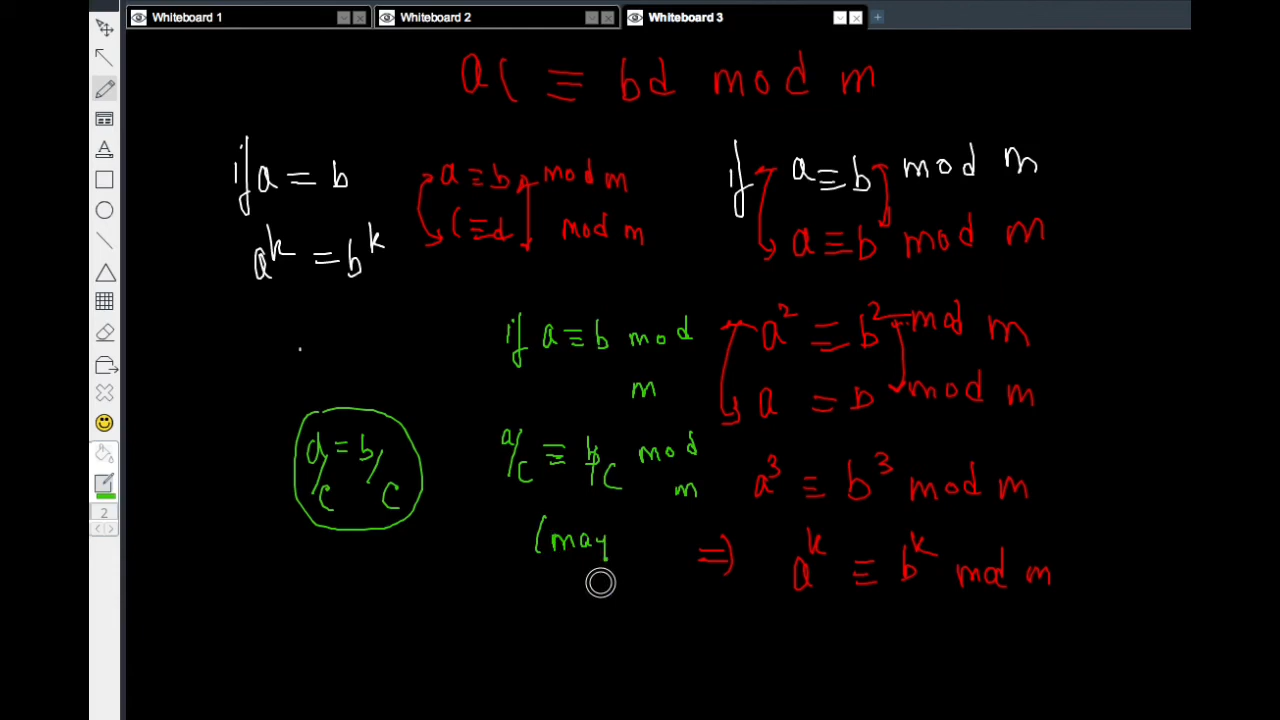 Whiteboard 1 Whiteboard 2 Whiteboard 3
ac ≡ bd mod m
if a = b
a^k = b^k
a ≡ b mod m
c ≡ d mod m
if a ≡ b mod m
a ≡ b mod m
a² ≡ b² mod m
a ≡ b mod m
a³ ≡ b³ mod m
⇒ a^k ≡ b^k mod m
if a ≡ b mod
m
a/c ≡ b/c mod
m
(may
a/c = b/c
2